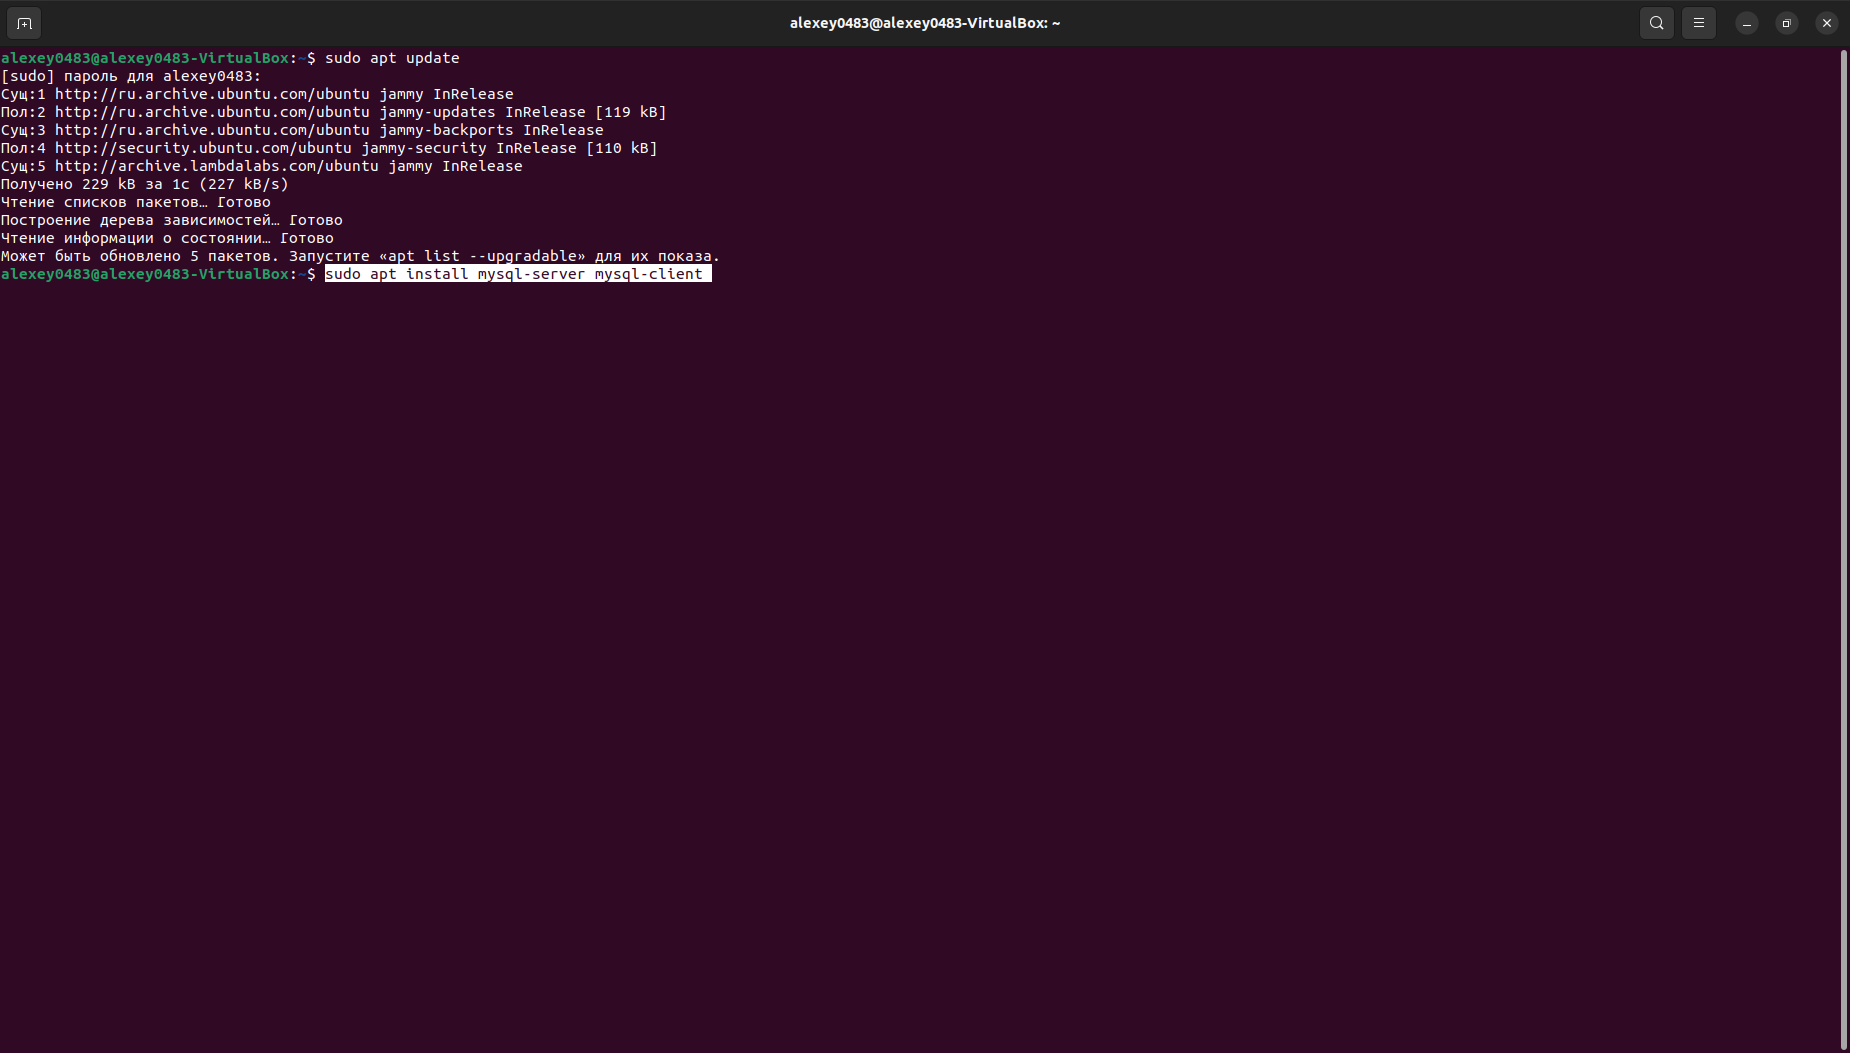 alexey0483@alexey0483-VirtualBox: ~
alexey0483@alexey0483-VirtualBox:~$ sudo apt update
[sudo] пароль для alexey0483:
Сущ:1 http://ru.archive.ubuntu.com/ubuntu jammy InRelease
Пол:2 http://ru.archive.ubuntu.com/ubuntu jammy-updates InRelease [119 kB]
Сущ:3 http://ru.archive.ubuntu.com/ubuntu jammy-backports InRelease
Пол:4 http://security.ubuntu.com/ubuntu jammy-security InRelease [110 kB]
Сущ:5 http://archive.lambdalabs.com/ubuntu jammy InRelease
Получено 229 kB за 1с (227 kB/s)
Чтение списков пакетов… Готово
Построение дерева зависимостей… Готово
Чтение информации о состоянии… Готово
Может быть обновлено 5 пакетов. Запустите «apt list --upgradable» для их показа.
alexey0483@alexey0483-VirtualBox:~$ sudo apt install mysql-server mysql-client